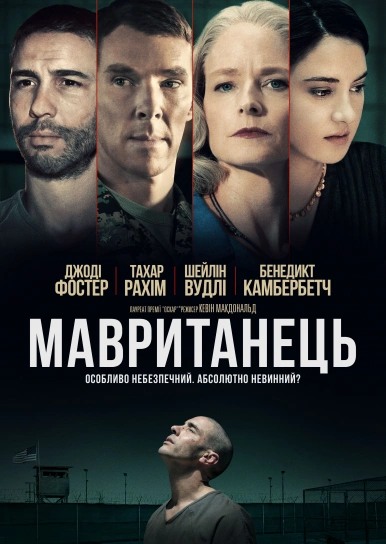 ДЖОДІ ФОСТЕР
ТАХАР РАХІМ
ШЕЙЛІН ВУДЛІ
БЕНЕДИКТ КАМБЕРБЕТЧ
ЛАУРЕАТ ПРЕМІЇ "ОСКАР" РЕЖИСЕР КЕВІН МАКДОНАЛЬД
МАВРИТАНЕЦЬ
ОСОБЛИВО НЕБЕЗПЕЧНИЙ. АБСОЛЮТНО НЕВИННИЙ?